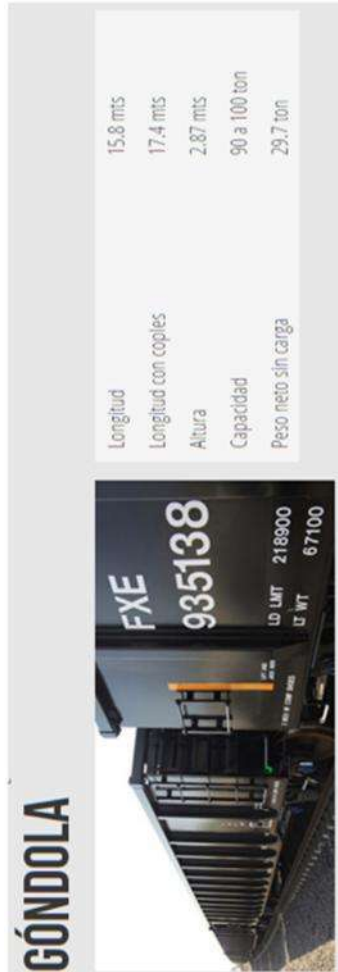 GÓNDOLA
FXE
935138
LD LMT 218900
LT WT 67100
Longitud 15.8 mts
Longitud con coples 17.4 mts
Altura 2.87 mts
Capacidad 90 a 100 ton
Peso neto sin carga 29.7 ton